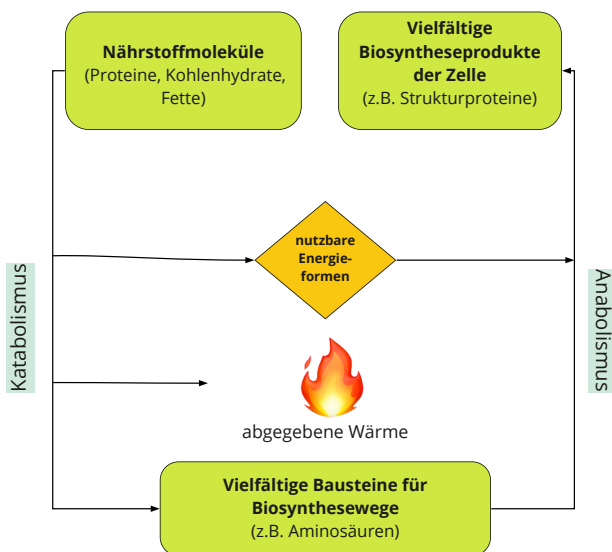 Nährstoffmoleküle
(Proteine, Kohlenhydrate,
Fette)
Vielfältige
Biosyntheseprodukte
der Zelle
(z.B. Strukturproteine)
nutzbare
Energie-
formen
Katabolismus
Anabolismus
abgegebene Wärme
Vielfältige Bausteine für
Biosynthesewege
(z.B. Aminosäuren)